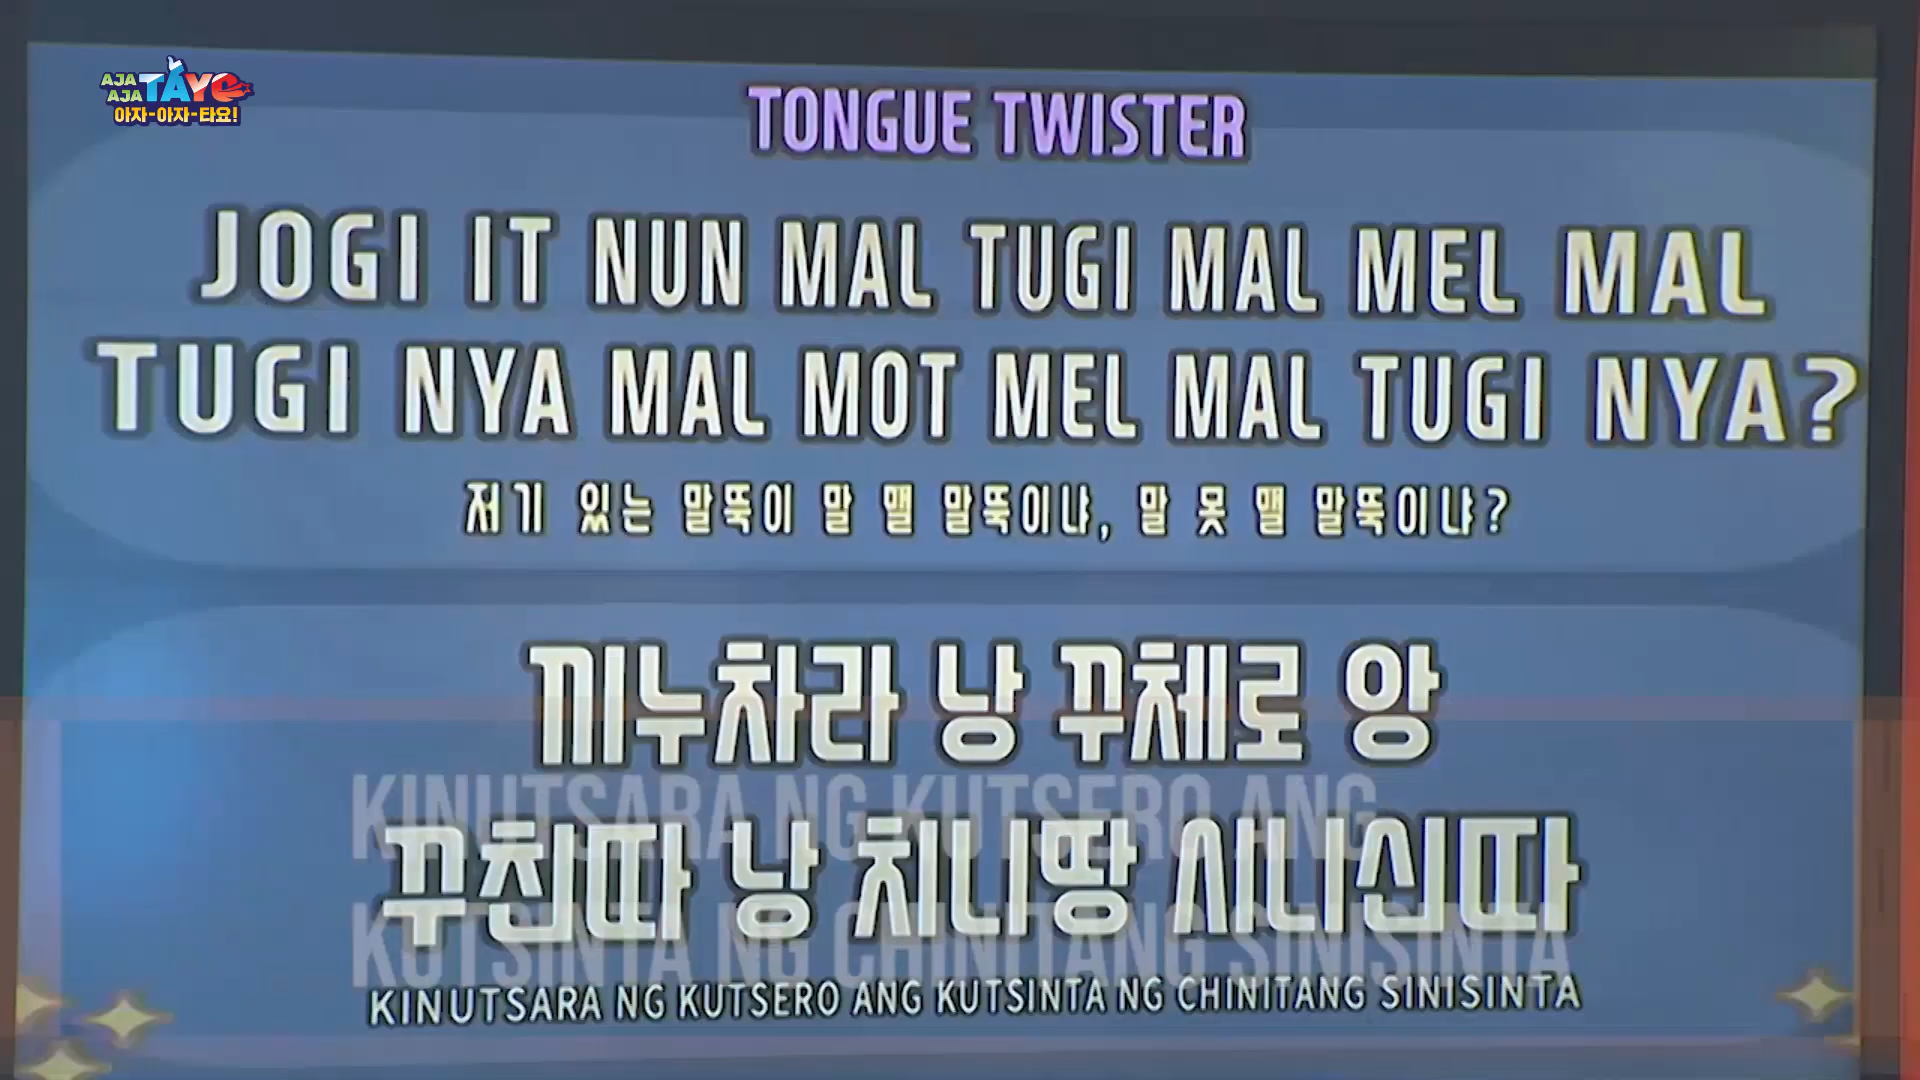 AJA
AJA TAYO
아자-아자-타요!
TONGUE TWISTER
JOGI IT NUN MAL TUGI MAL MEL MAL
TUGI NYA MAL MOT MEL MAL TUGI NYA?
저기 있는 말뚝이 말 맬 말뚝이냐, 말 못 맬 말뚝이냐?
끼누차라 낭 꾸체로 앙
KINUTSARA NG KUTSERO ANG
꾸친따 낭 치니땅 시니신따
KUTSINTA NG CHINITANG SINISINTA
KINUTSARA NG KUTSERO ANG KUTSINTA NG CHINITANG SINISINTA